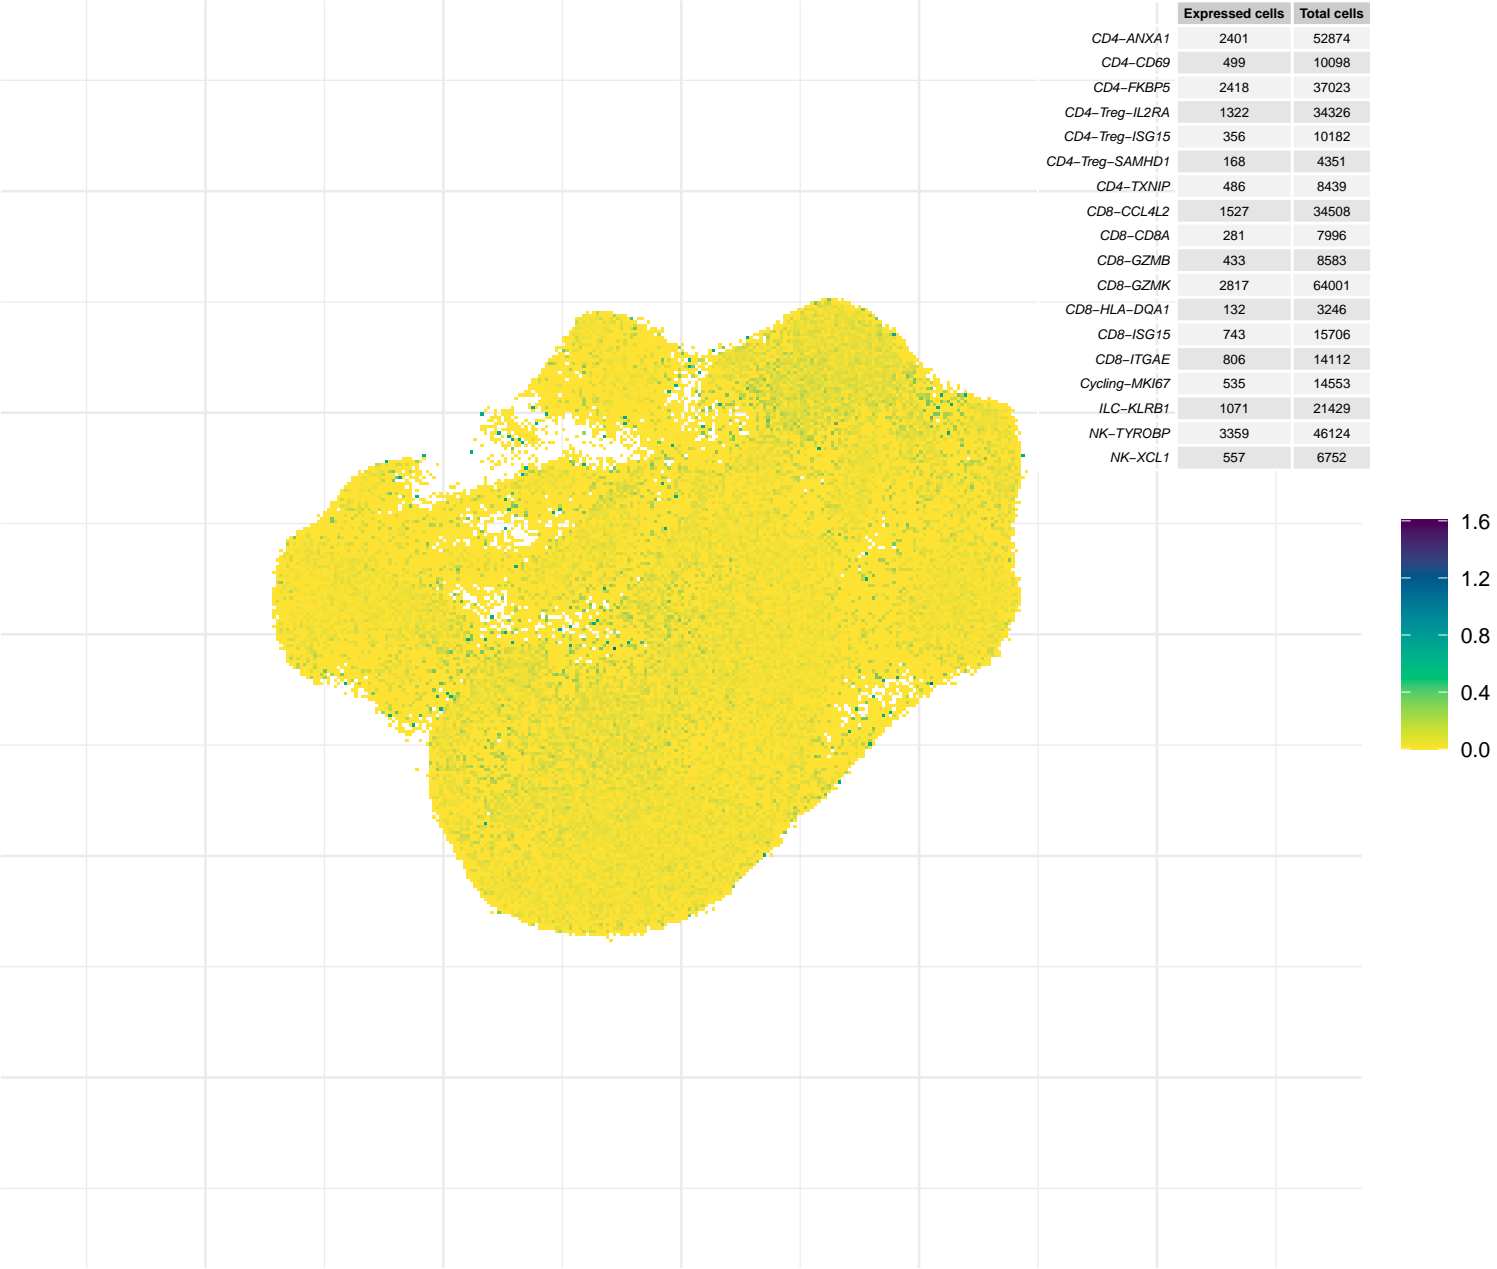 Expressed cells Total cells
CD4−ANXA1 2401 52874
CD4−CD69 499 10098
CD4−FKBP5 2418 37023
CD4−Treg−IL2RA 1322 34326
CD4−Treg−ISG15 356 10182
CD4−Treg−SAMHD1 168 4351
CD4−TXNIP 486 8439
CD8−CCL4L2 1527 34508
CD8−CD8A 281 7996
CD8−GZMB 433 8583
CD8−GZMK 2817 64001
CD8−HLA−DQA1 132 3246
CD8−ISG15 743 15706
CD8−ITGAE 806 14112
Cycling−MKI67 535 14553
ILC−KLRB1 1071 21429
NK−TYROBP 3359 46124
NK−XCL1 557 6752
1.6
1.2
0.8
0.4
0.0